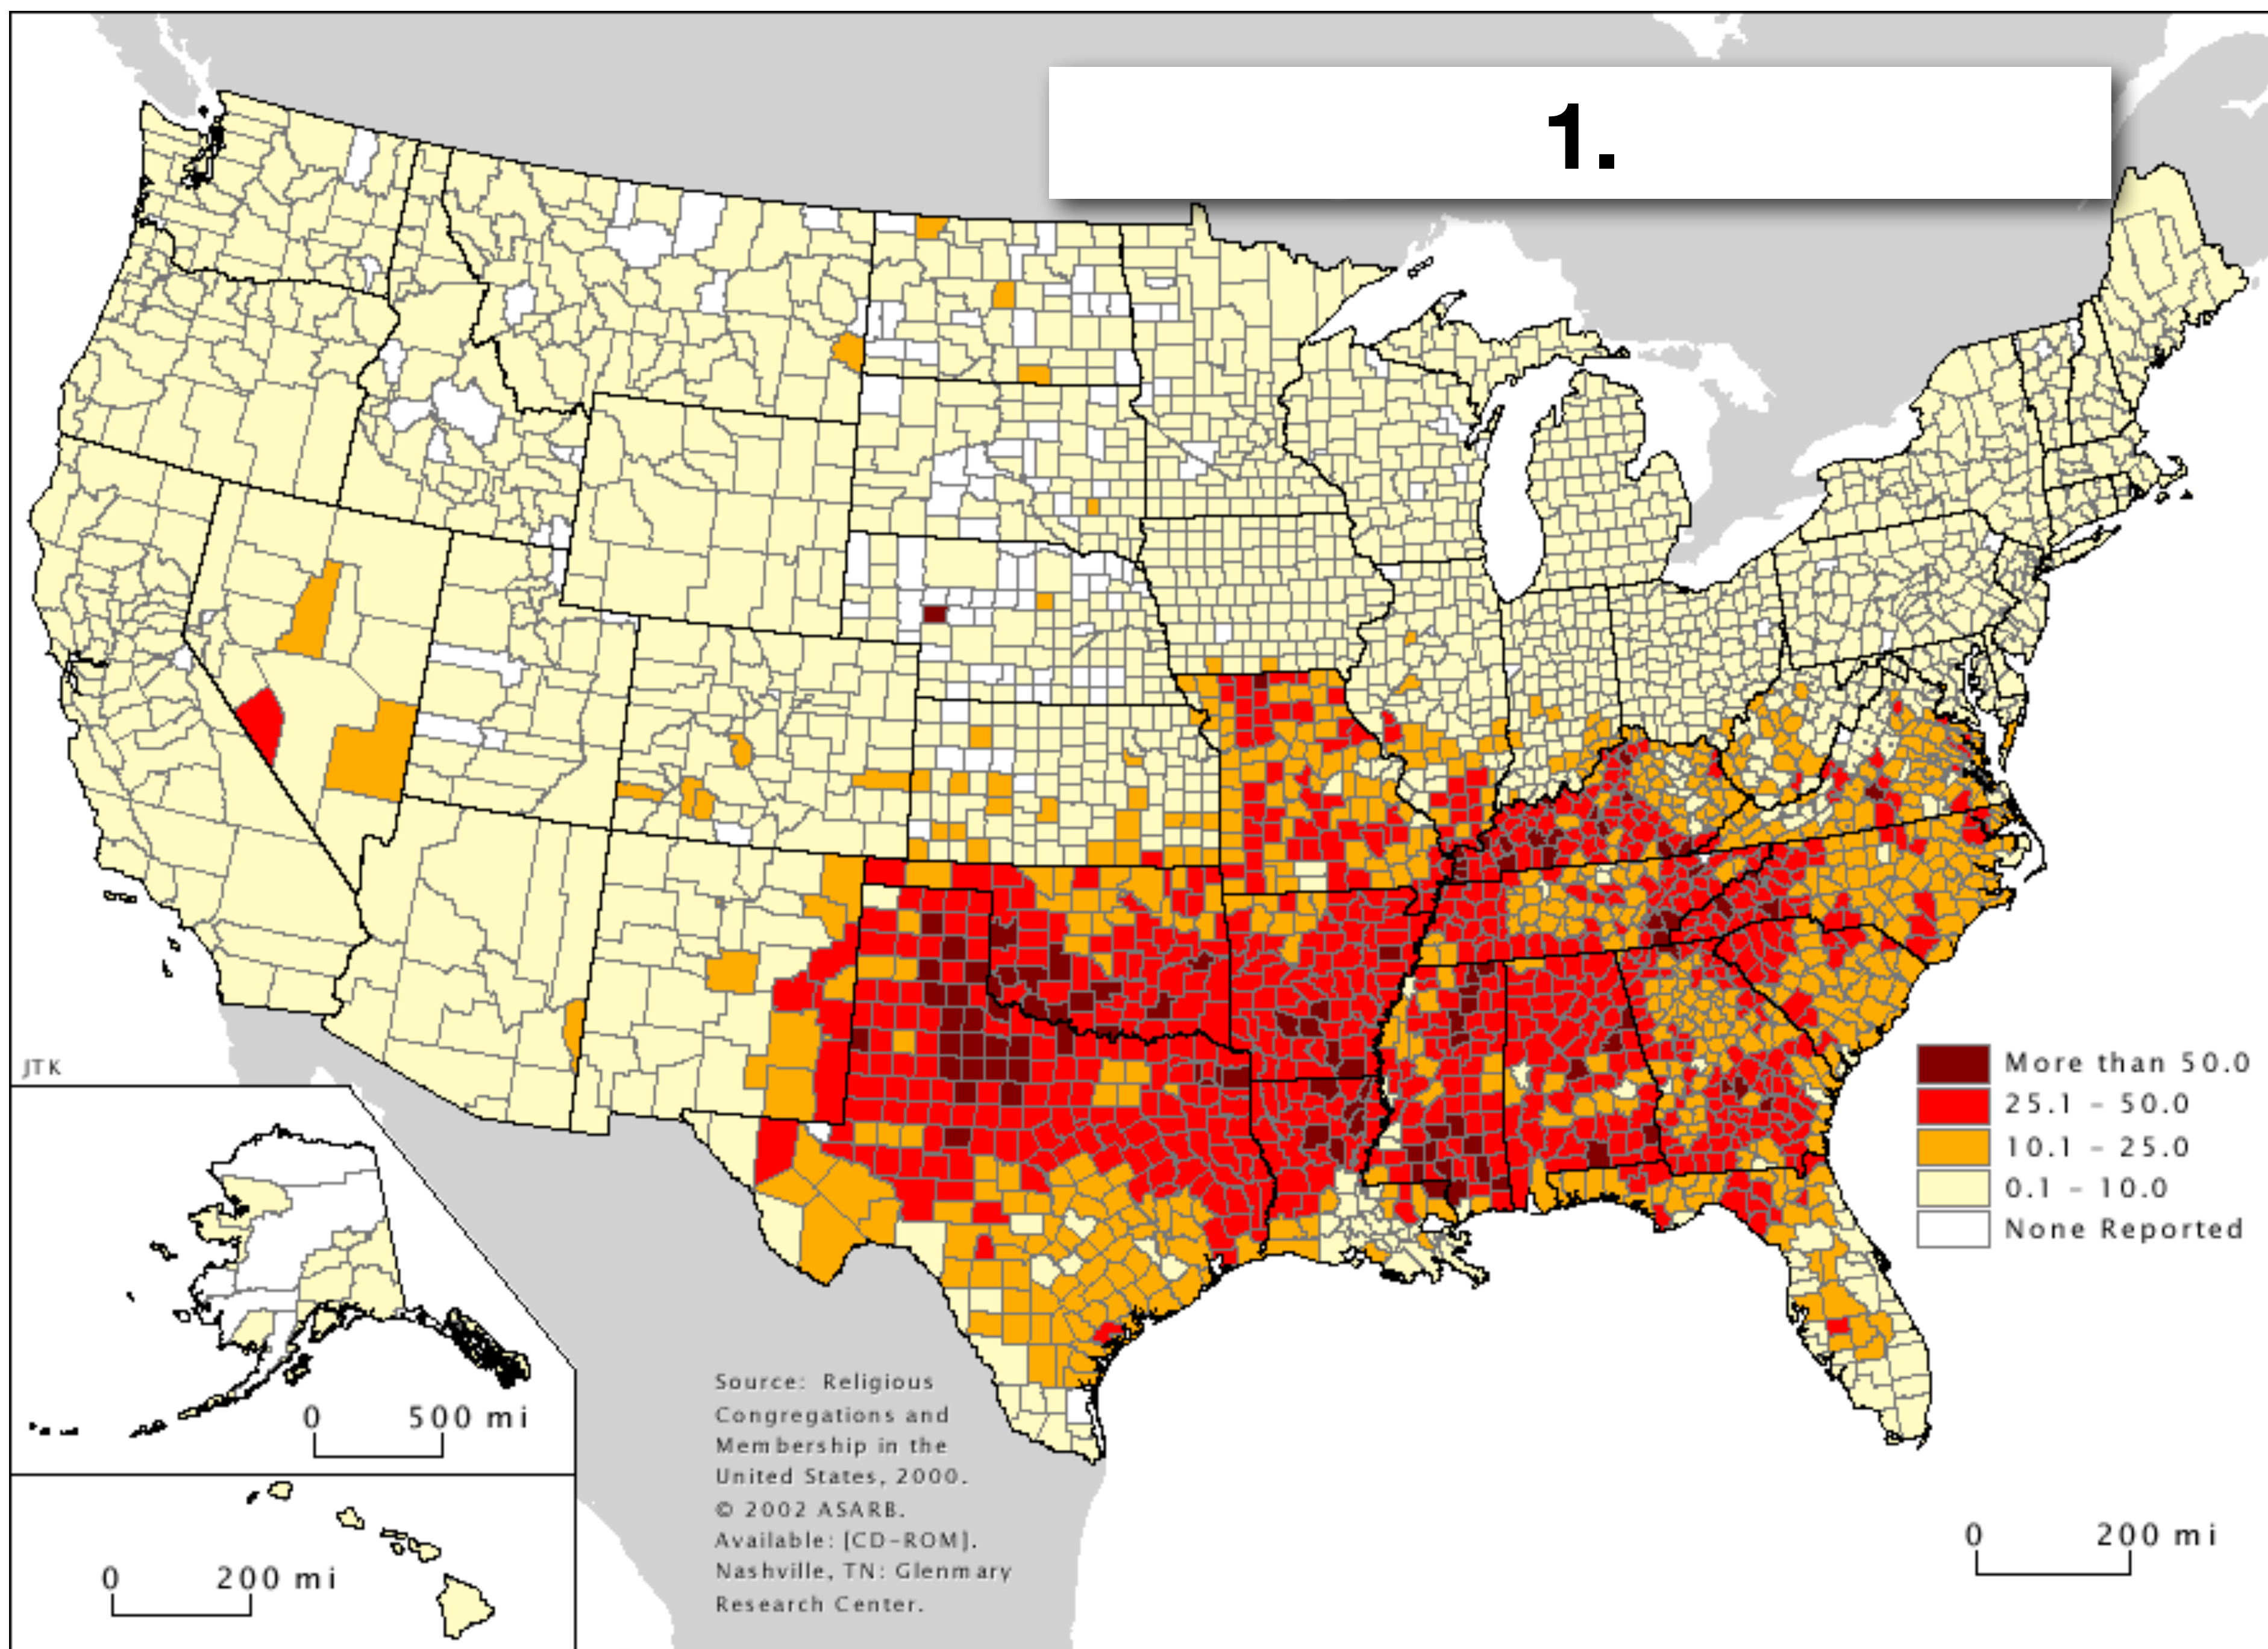 1.
JTK
More than 50.0
25.1 – 50.0
10.1 – 25.0
0.1 – 10.0
None Reported
0 500 mi
0 200 mi
Source: Religious
Congregations and
Membership in the
United States, 2000.
© 2002 ASARB.
Available: [CD-ROM].
Nashville, TN: Glenmary
Research Center.
0 200 mi